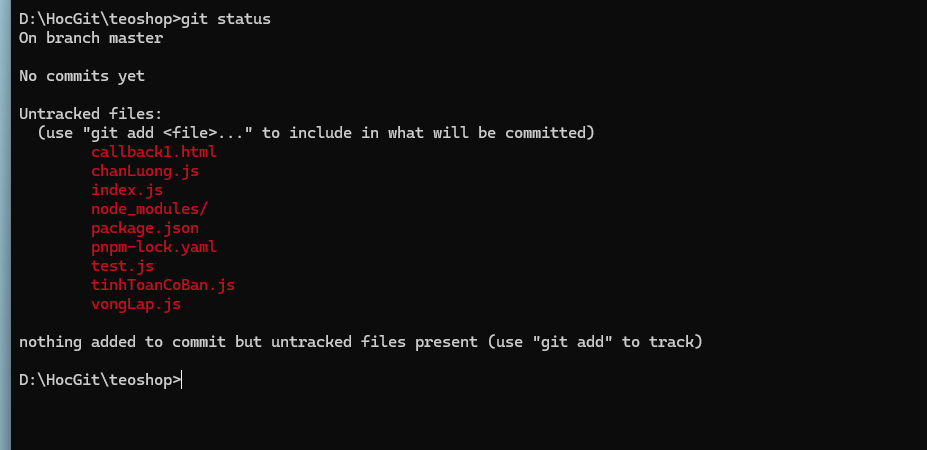 D:\HocGit\teoshop>git status
On branch master
No commits yet
Untracked files:
(use "git add <file>..." to include in what will be committed)
callback1.html
chanLuong.js
index.js
node_modules/
package.json
pnpm-lock.yaml
test.js
tinhToanCoBan.js
vongLap.js
nothing added to commit but untracked files present (use "git add" to track)
D:\HocGit\teoshop>